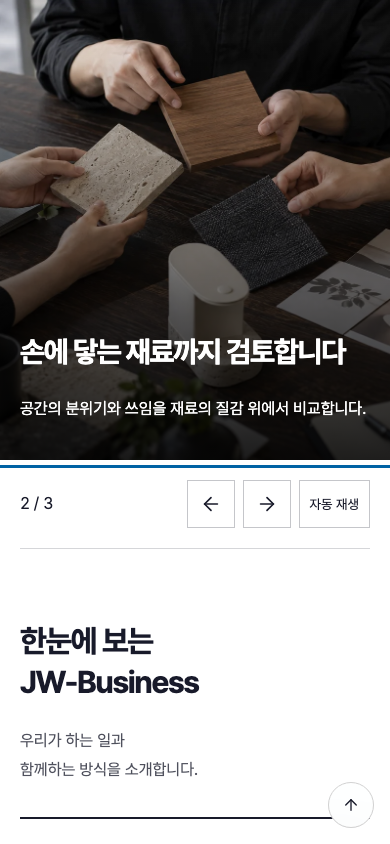 손에 닿는 재료까지 검토합니다
공간의 분위기와 쓰임을 재료의 질감 위에서 비교합니다.
2 / 3
자동 재생
한눈에 보는
JW-Business
우리가 하는 일과
함께하는 방식을 소개합니다.